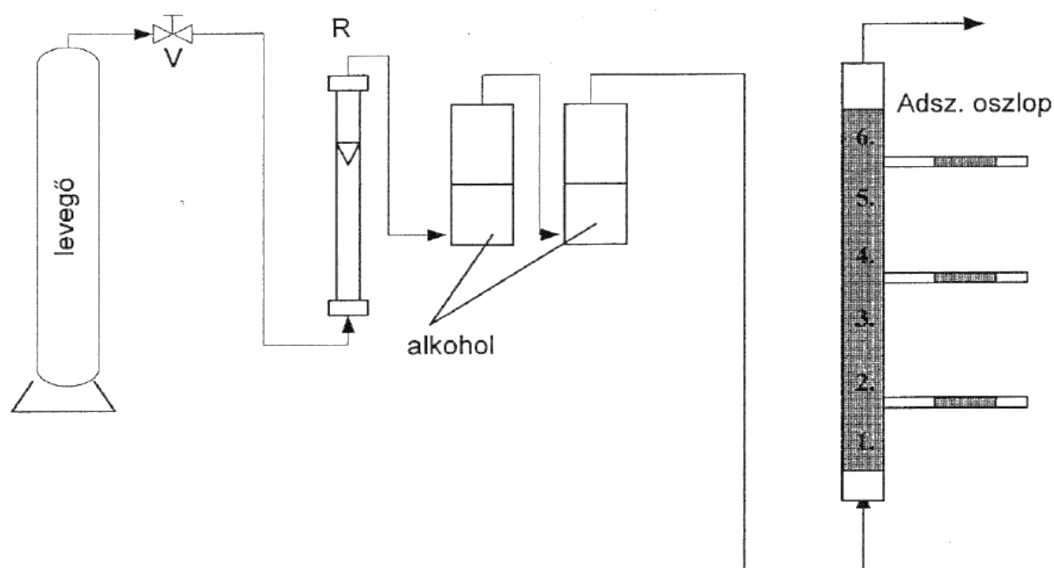 V
R
levegő
alkohol
Adsz. oszlop
6.
5.
4.
3.
2.
1.